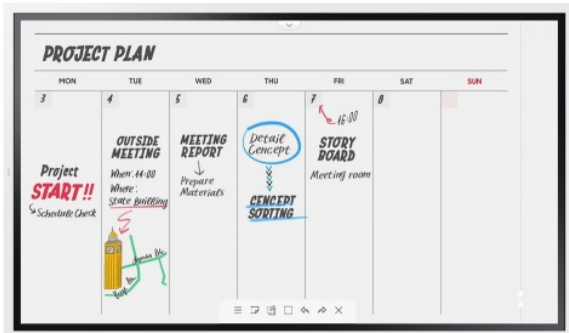 PROJECT PLAN
MON TUE WED THU FRI SAT SUN
3 4 5 6 7 8
16:00
Project
START!!
Schedule Check
OUTSIDE
MEETING
When: 14:00
Where:
State Building
MEETING
REPORT
Prepare
Materials
Detail
Concept
CENCEPT
SORTING
STORY
BOARD
Meeting room